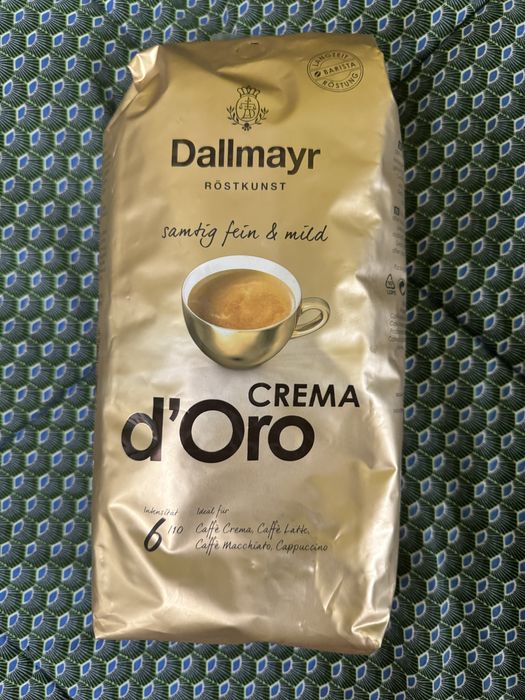 LANGZEIT
BARISTA
RÖSTUNG
Dallmayr
RÖSTKUNST
samtig fein & mild
CREMA
d'Oro
Intensität
6/10
Ideal für
Caffè Crema, Caffè Latte,
Caffè Macchiato, Cappuccino